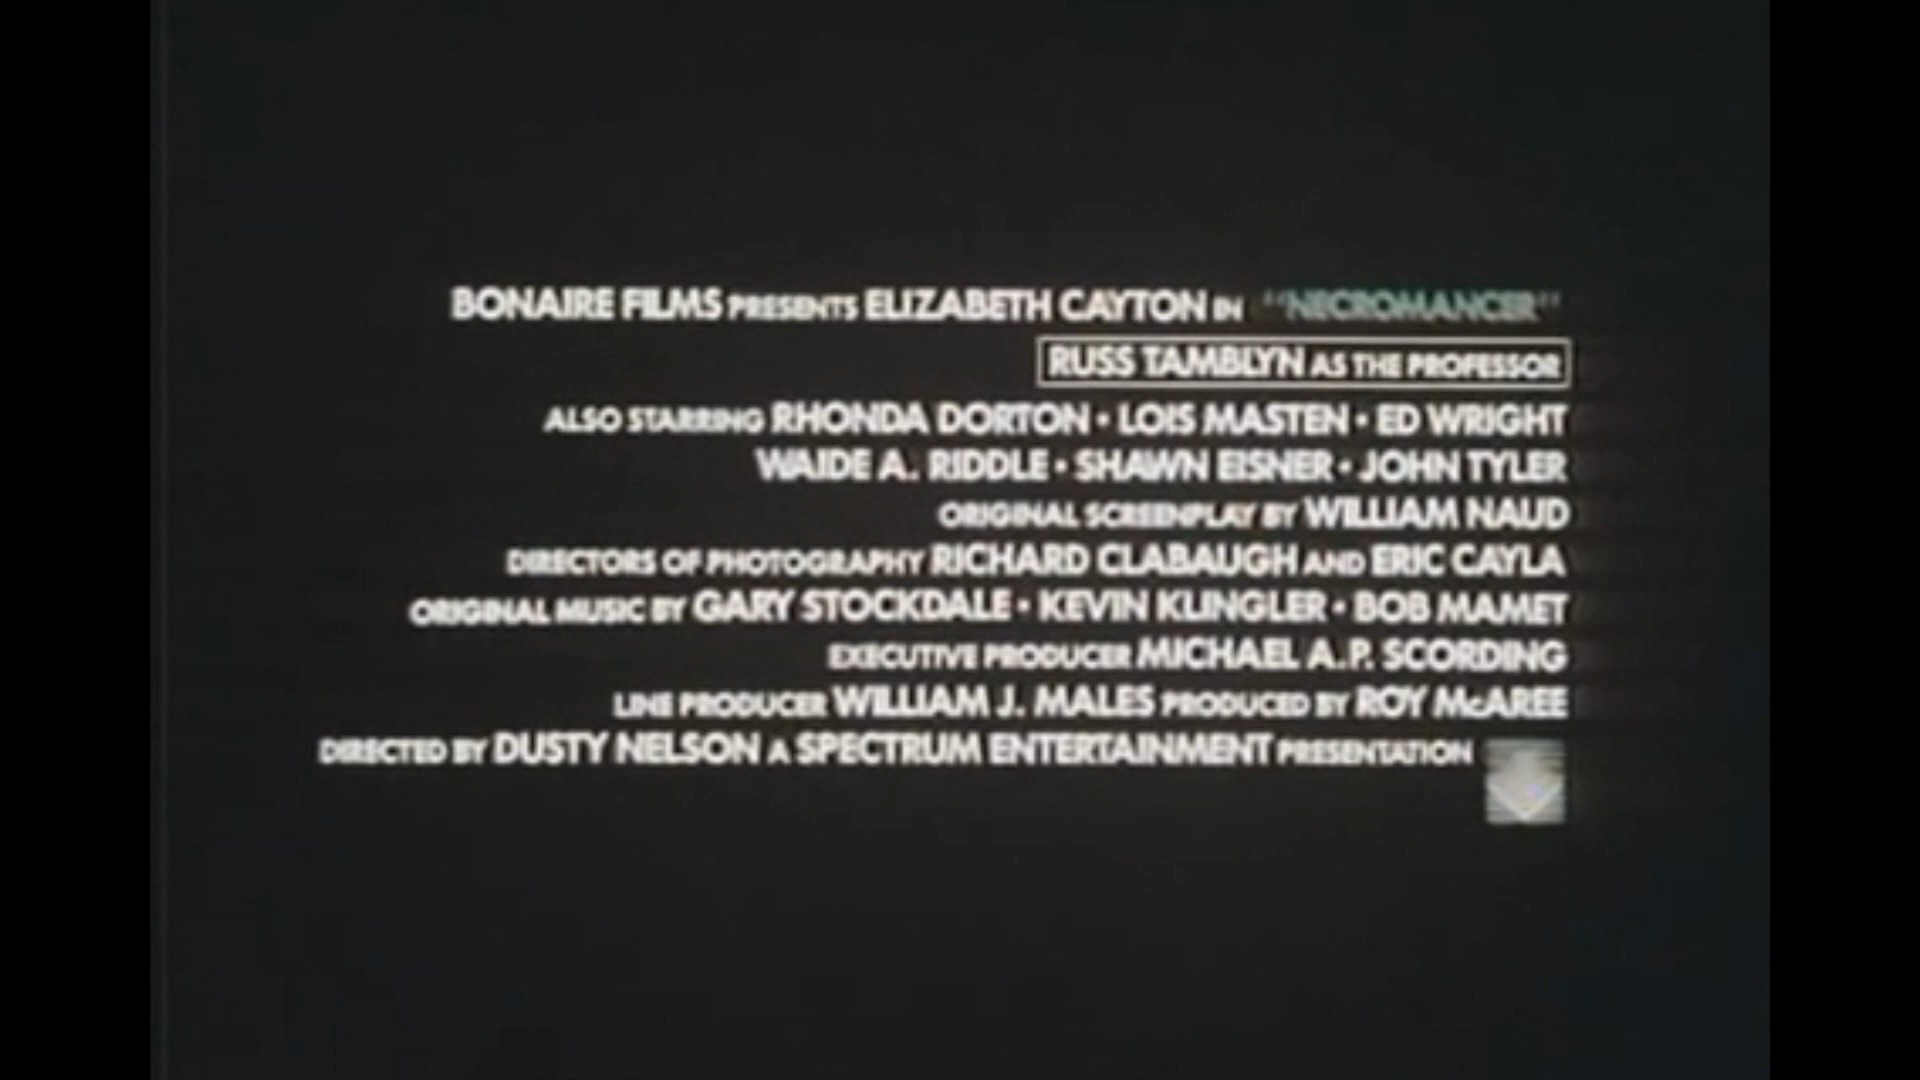 BONAIRE FILMS PRESENTS ELIZABETH CAYTON IN "NECROMANCER"
RUSS TAMBLYN AS THE PROFESSOR
ALSO STARRING RHONDA DORTON • LOIS MASTEN • ED WRIGHT
WAIDE A. RIDDLE • SHAWN EISNER • JOHN TYLER
ORIGINAL SCREENPLAY BY WILLIAM NAUD
DIRECTORS OF PHOTOGRAPHY RICHARD CLABAUGH AND ERIC CAYLA
ORIGINAL MUSIC BY GARY STOCKDALE • KEVIN KLINGLER • BOB MAMET
EXECUTIVE PRODUCER MICHAEL A.P. SCORDING
LINE PRODUCER WILLIAM J. MALES PRODUCED BY ROY McAREE
DIRECTED BY DUSTY NELSON A SPECTRUM ENTERTAINMENT PRESENTATION